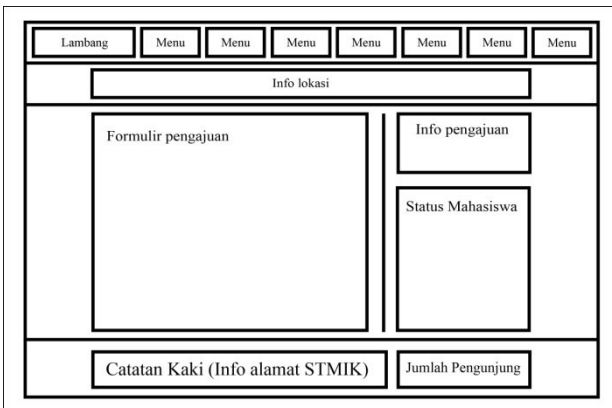 Lambang Menu Menu Menu Menu Menu Menu Menu
Info lokasi
Formulir pengajuan
Info pengajuan
Status Mahasiswa
Catatan Kaki (Info alamat STMIK)
Jumlah Pengunjung